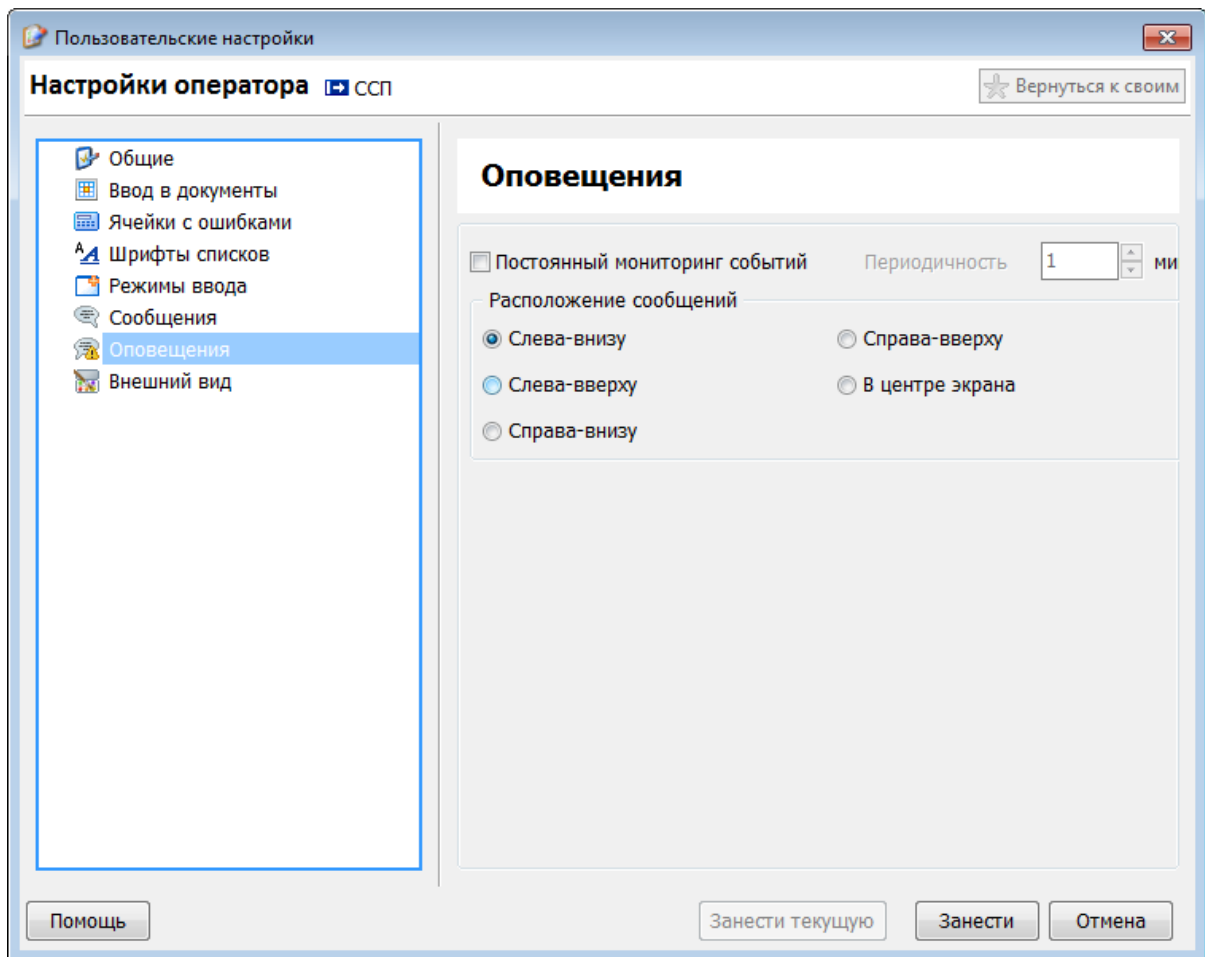 Пользовательские настройки
Настройки оператора ССП
Вернуться к своим
Общие
Ввод в документы
Ячейки с ошибками
Шрифты списков
Режимы ввода
Сообщения
Оповещения
Внешний вид
Оповещения
Постоянный мониторинг событий Периодичность 1 ми
Расположение сообщений
Слева-внизу Справа-вверху
Слева-вверху В центре экрана
Справа-внизу
Помощь Занести текущую Занести Отмена